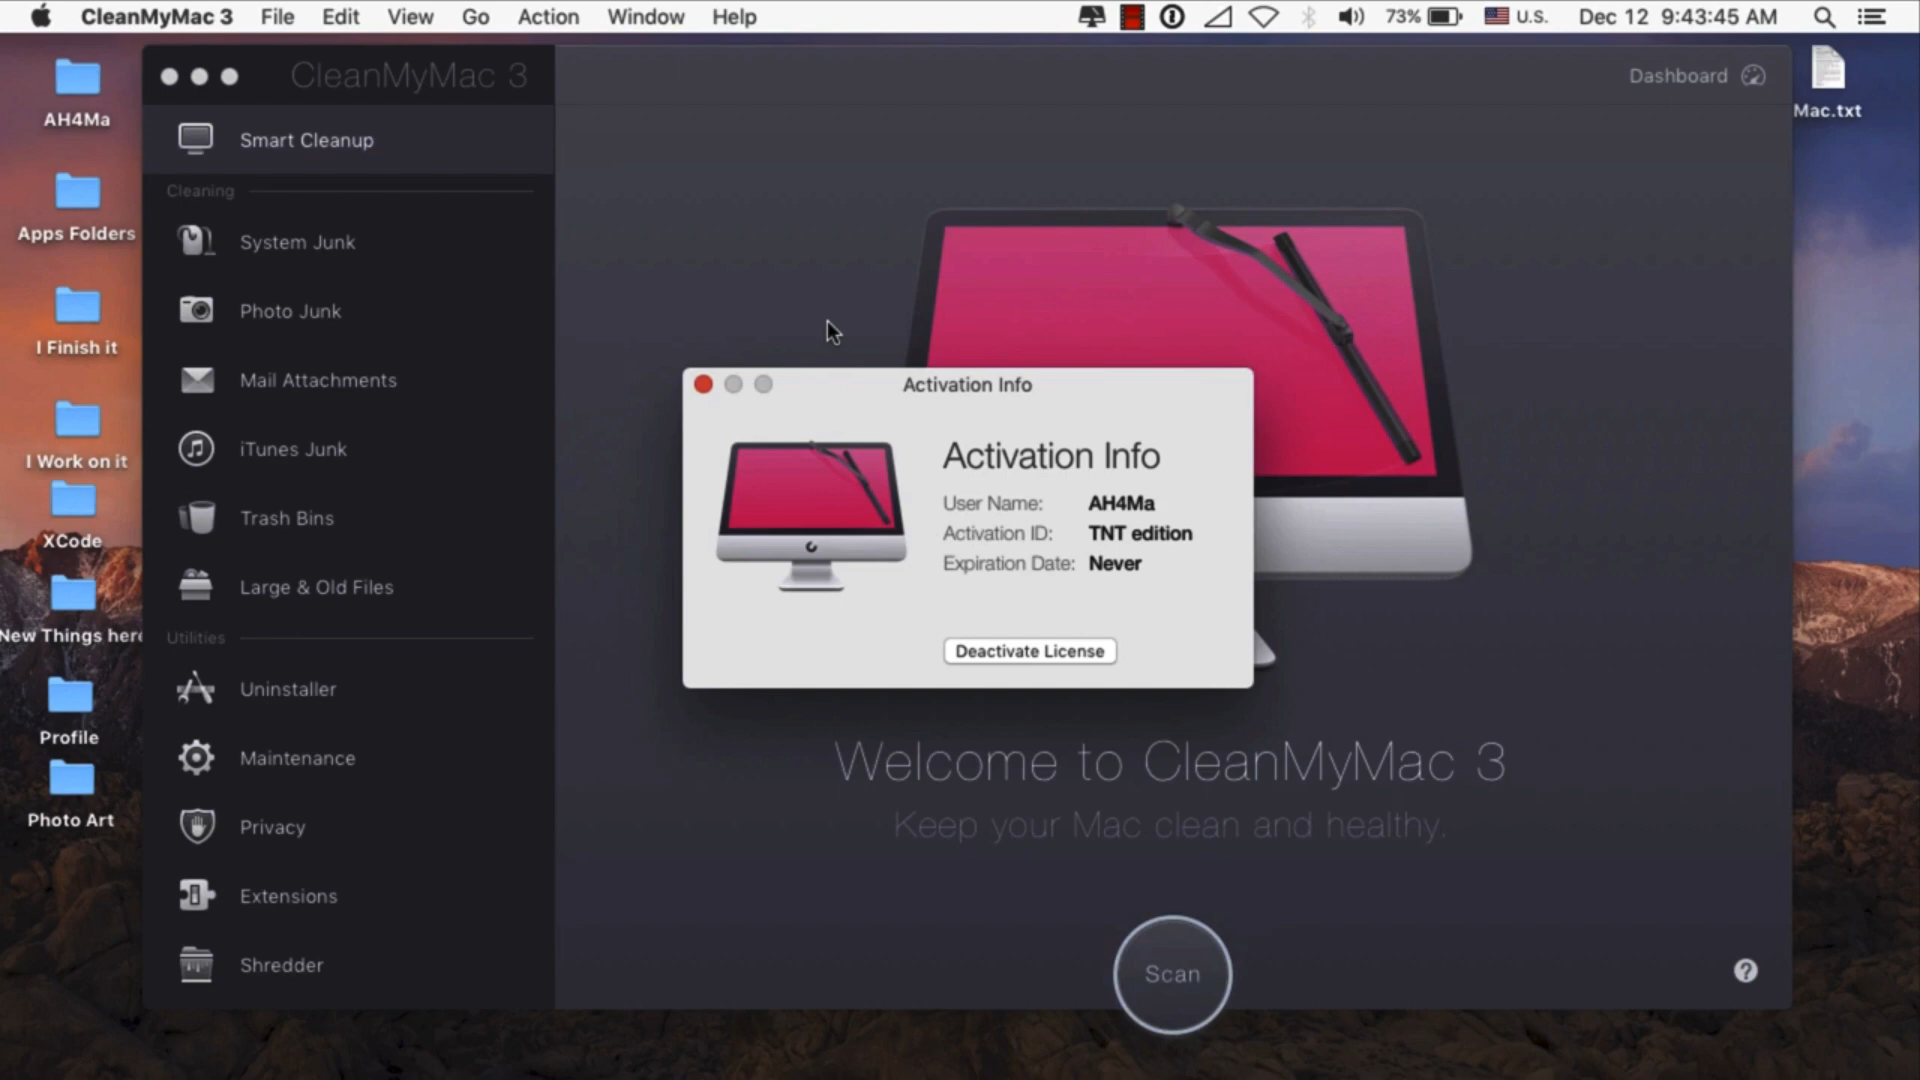 CleanMyMac 3 File Edit View Go Action Window Help 73% U.S. Dec 12 9:43:45 AM
AH4Ma
Apps Folders
I Finish it
I Work on it
XCode
New Things here
Profile
Photo Art
CleanMyMac 3
Smart Cleanup
Cleaning
System Junk
Photo Junk
Mail Attachments
iTunes Junk
Trash Bins
Large & Old Files
Utilities
Uninstaller
Maintenance
Privacy
Extensions
Shredder
Dashboard
Activation Info
Activation Info
User Name: AH4Ma
Activation ID: TNT edition
Expiration Date: Never
Deactivate License
Welcome to CleanMyMac 3
Keep your Mac clean and healthy.
Scan
?
Mac.txt